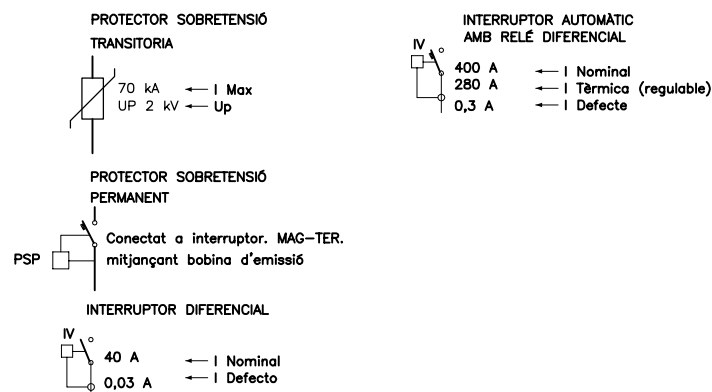 PROTECTOR SOBRETENSIÓ
TRANSITORIA
70 kA I Max
UP 2 kV Up
PROTECTOR SOBRETENSIÓ
PERMANENT
Conectat a interruptor. MAG-TER.
PSP mitjançant bobina d'emissió
INTERRUPTOR DIFERENCIAL
IV
40 A I Nominal
0,03 A I Defecto
INTERRUPTOR AUTOMÀTIC
AMB RELÉ DIFERENCIAL
IV
400 A I Nominal
280 A I Tèrmica (regulable)
0,3 A I Defecte